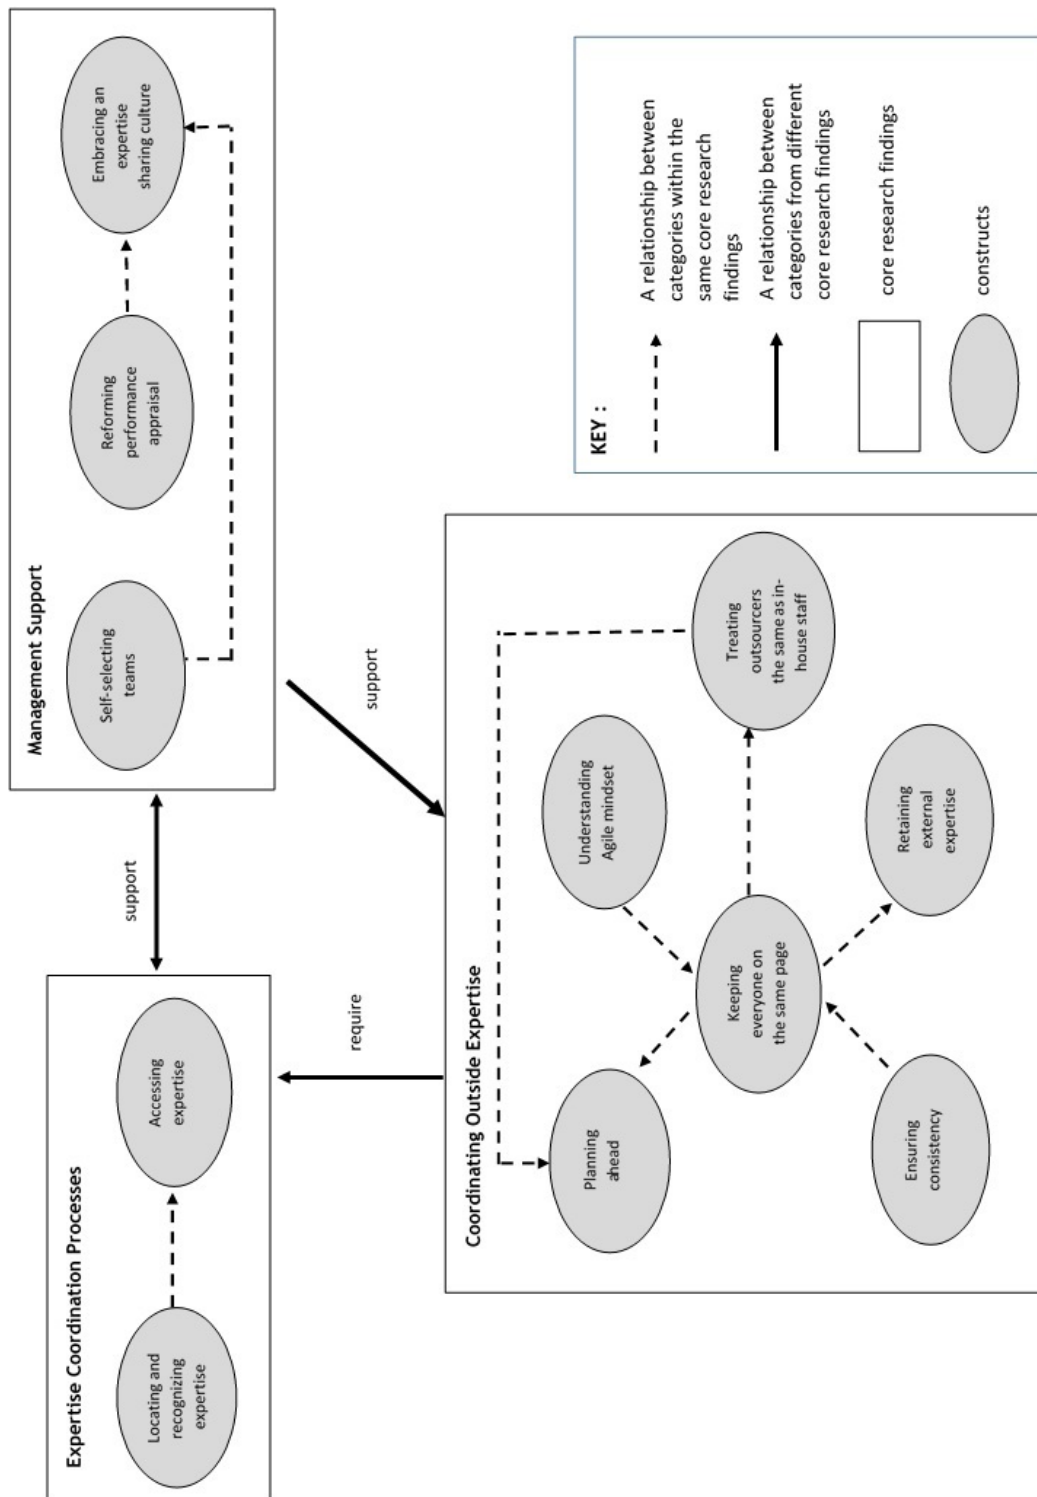 Expertise Coordination Processes
Locating and
recognizing
expertise
Accessing
expertise
support
Management Support
Self-selecting
teams
Reforming
performance
appraisal
Embracing an
expertise
sharing culture
require
support
Coordinating Outside Expertise
Planning
ahead
Understanding
Agile mindset
Keeping
everyone on
the same page
Treating
outsourcers
the same as in-
house staff
Ensuring
consistency
Retaining
external
expertise
KEY :
A relationship between
categories within the
same core research
findings
A relationship between
categories from different
core research findings
core research findings
constructs